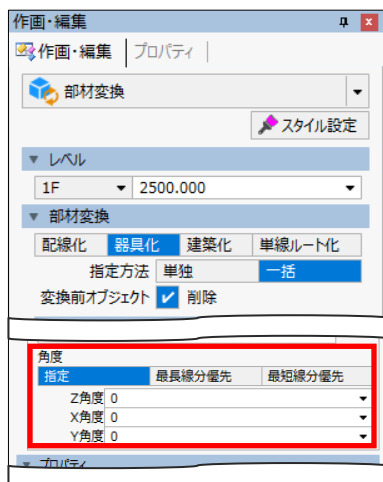 作画・編集
作画・編集 プロパティ
部材変換
スタイル設定
レベル
1F 2500.000
部材変換
配線化 器具化 建築化 単線ルート化
指定方法 単独 一括
変換前オブジェクト 削除
角度
指定 最長線分優先 最短線分優先
Z角度 0
X角度 0
Y角度 0
プロパティ